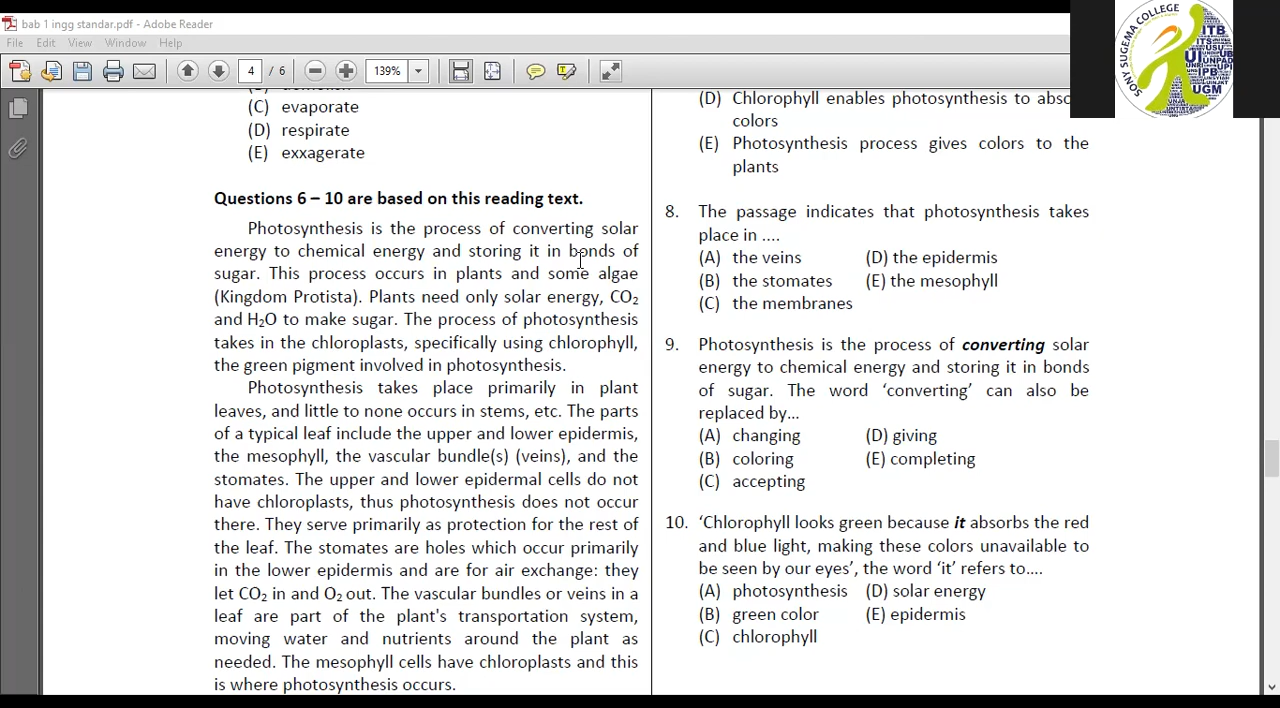 bab 1 ingg standar.pdf - Adobe Reader
File Edit View Window Help
4 / 6 139%
(C) evaporate
(D) respirate
(E) exxagerate
Questions 6 – 10 are based on this reading text.
Photosynthesis is the process of converting solar
energy to chemical energy and storing it in bonds of
sugar. This process occurs in plants and some algae
(Kingdom Protista). Plants need only solar energy, CO₂
and H₂O to make sugar. The process of photosynthesis
takes in the chloroplasts, specifically using chlorophyll,
the green pigment involved in photosynthesis.
Photosynthesis takes place primarily in plant
leaves, and little to none occurs in stems, etc. The parts
of a typical leaf include the upper and lower epidermis,
the mesophyll, the vascular bundle(s) (veins), and the
stomates. The upper and lower epidermal cells do not
have chloroplasts, thus photosynthesis does not occur
there. They serve primarily as protection for the rest of
the leaf. The stomates are holes which occur primarily
in the lower epidermis and are for air exchange: they
let CO₂ in and O₂ out. The vascular bundles or veins in a
leaf are part of the plant's transportation system,
moving water and nutrients around the plant as
needed. The mesophyll cells have chloroplasts and this
is where photosynthesis occurs.
(D) Chlorophyll enables photosynthesis to
colors
(E) Photosynthesis process gives colors to the
plants
8. The passage indicates that photosynthesis takes
place in ....
(A) the veins (D) the epidermis
(B) the stomates (E) the mesophyll
(C) the membranes
9. Photosynthesis is the process of converting solar
energy to chemical energy and storing it in bonds
of sugar. The word ‘converting’ can also be
replaced by...
(A) changing (D) giving
(B) coloring (E) completing
(C) accepting
10. ‘Chlorophyll looks green because it absorbs the red
and blue light, making these colors unavailable to
be seen by our eyes’, the word ‘it’ refers to....
(A) photosynthesis (D) solar energy
(B) green color (E) epidermis
(C) chlorophyll
SONY SUGEMA COLLEGE
ITB
UI
IPB
UGM